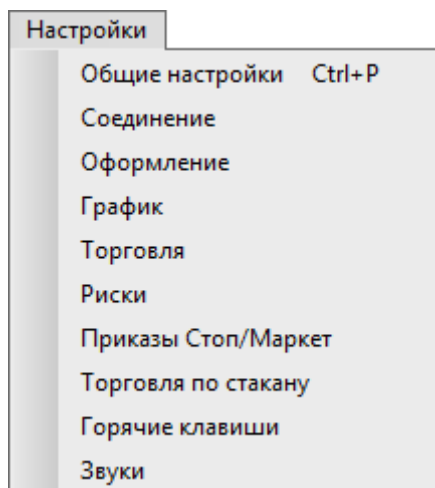 Настройки
Общие настройки Ctrl+P
Соединение
Оформление
График
Торговля
Риски
Приказы Стоп/Маркет
Торговля по стакану
Горячие клавиши
Звуки